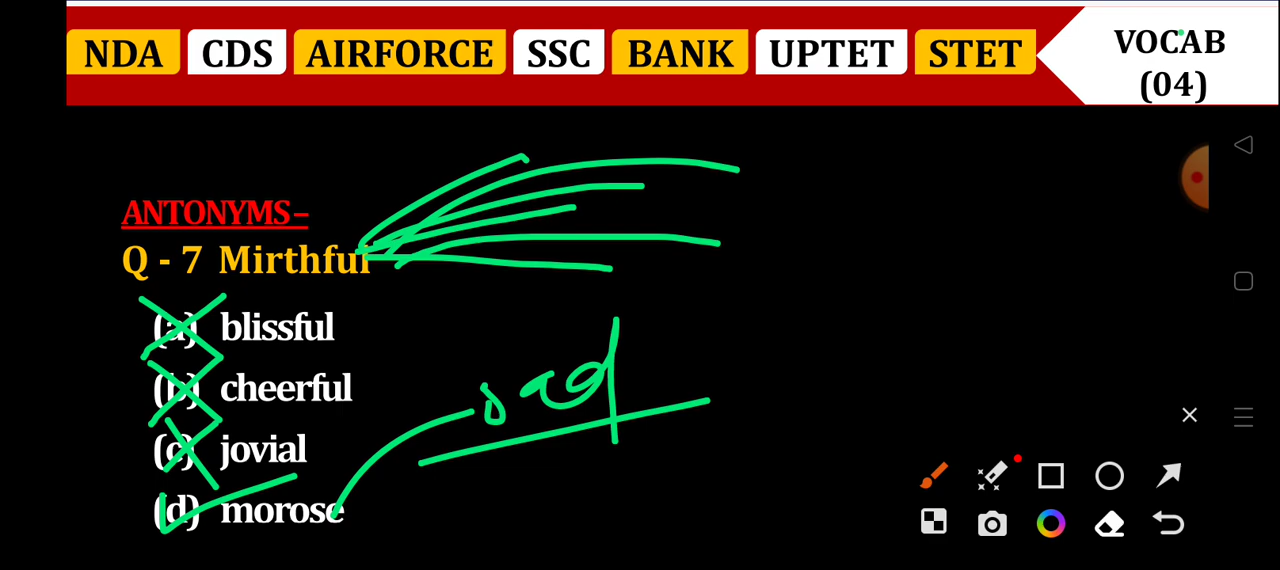 NDA CDS AIRFORCE SSC BANK UPTET STET VOCAB
(04)
ANTONYMS–
Q - 7 Mirthful
(a) blissful
(b) cheerful
sad
(c) jovial
(d) morose